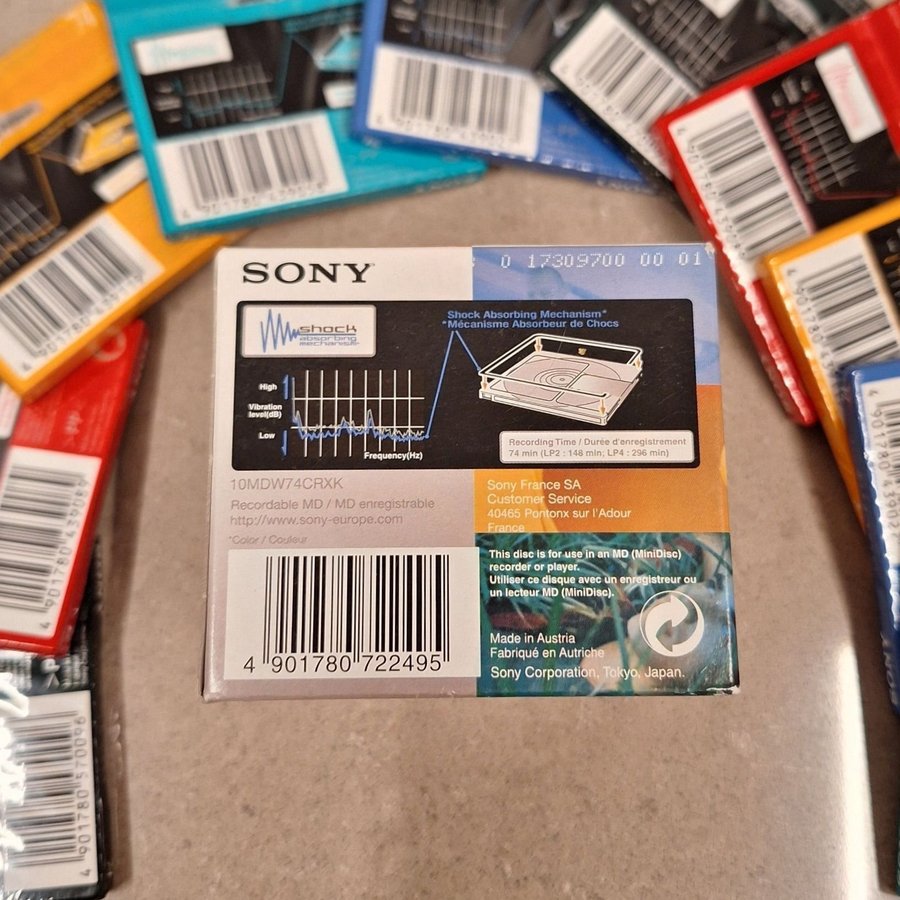 SONY
0 17309700 00 01
shock
absorbing
mechanism
Shock Absorbing Mechanism*
*Mécanisme Absorbeur de Chocs
High
Vibration
level(dB)
Low
Frequency(Hz)
Recording Time / Durée d'enregistrement
74 min (LP2 : 148 min; LP4 : 296 min)
10MDW74CRXK
Recordable MD / MD enregistrable
http://www.sony-europe.com
*Color / Couleur
Sony France SA
Customer Service
40465 Pontonx sur l'Adour
France
This disc is for use in an MD (MiniDisc)
recorder or player.
Utiliser ce disque avec un enregistreur ou
un lecteur MD (MiniDisc).
Made in Austria
Fabriqué en Autriche
Sony Corporation, Tokyo, Japan.
4 901780 722495
4 901780 570096